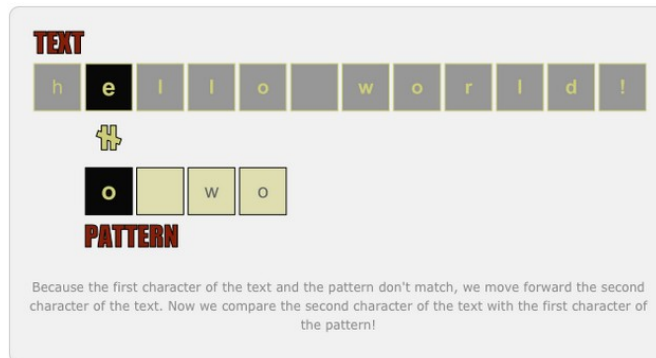 TEXT
h e l l o w o r l d !
≠
o w o
PATTERN
Because the first character of the text and the pattern don't match, we move forward the second
character of the text. Now we compare the second character of the text with the first character of
the pattern!